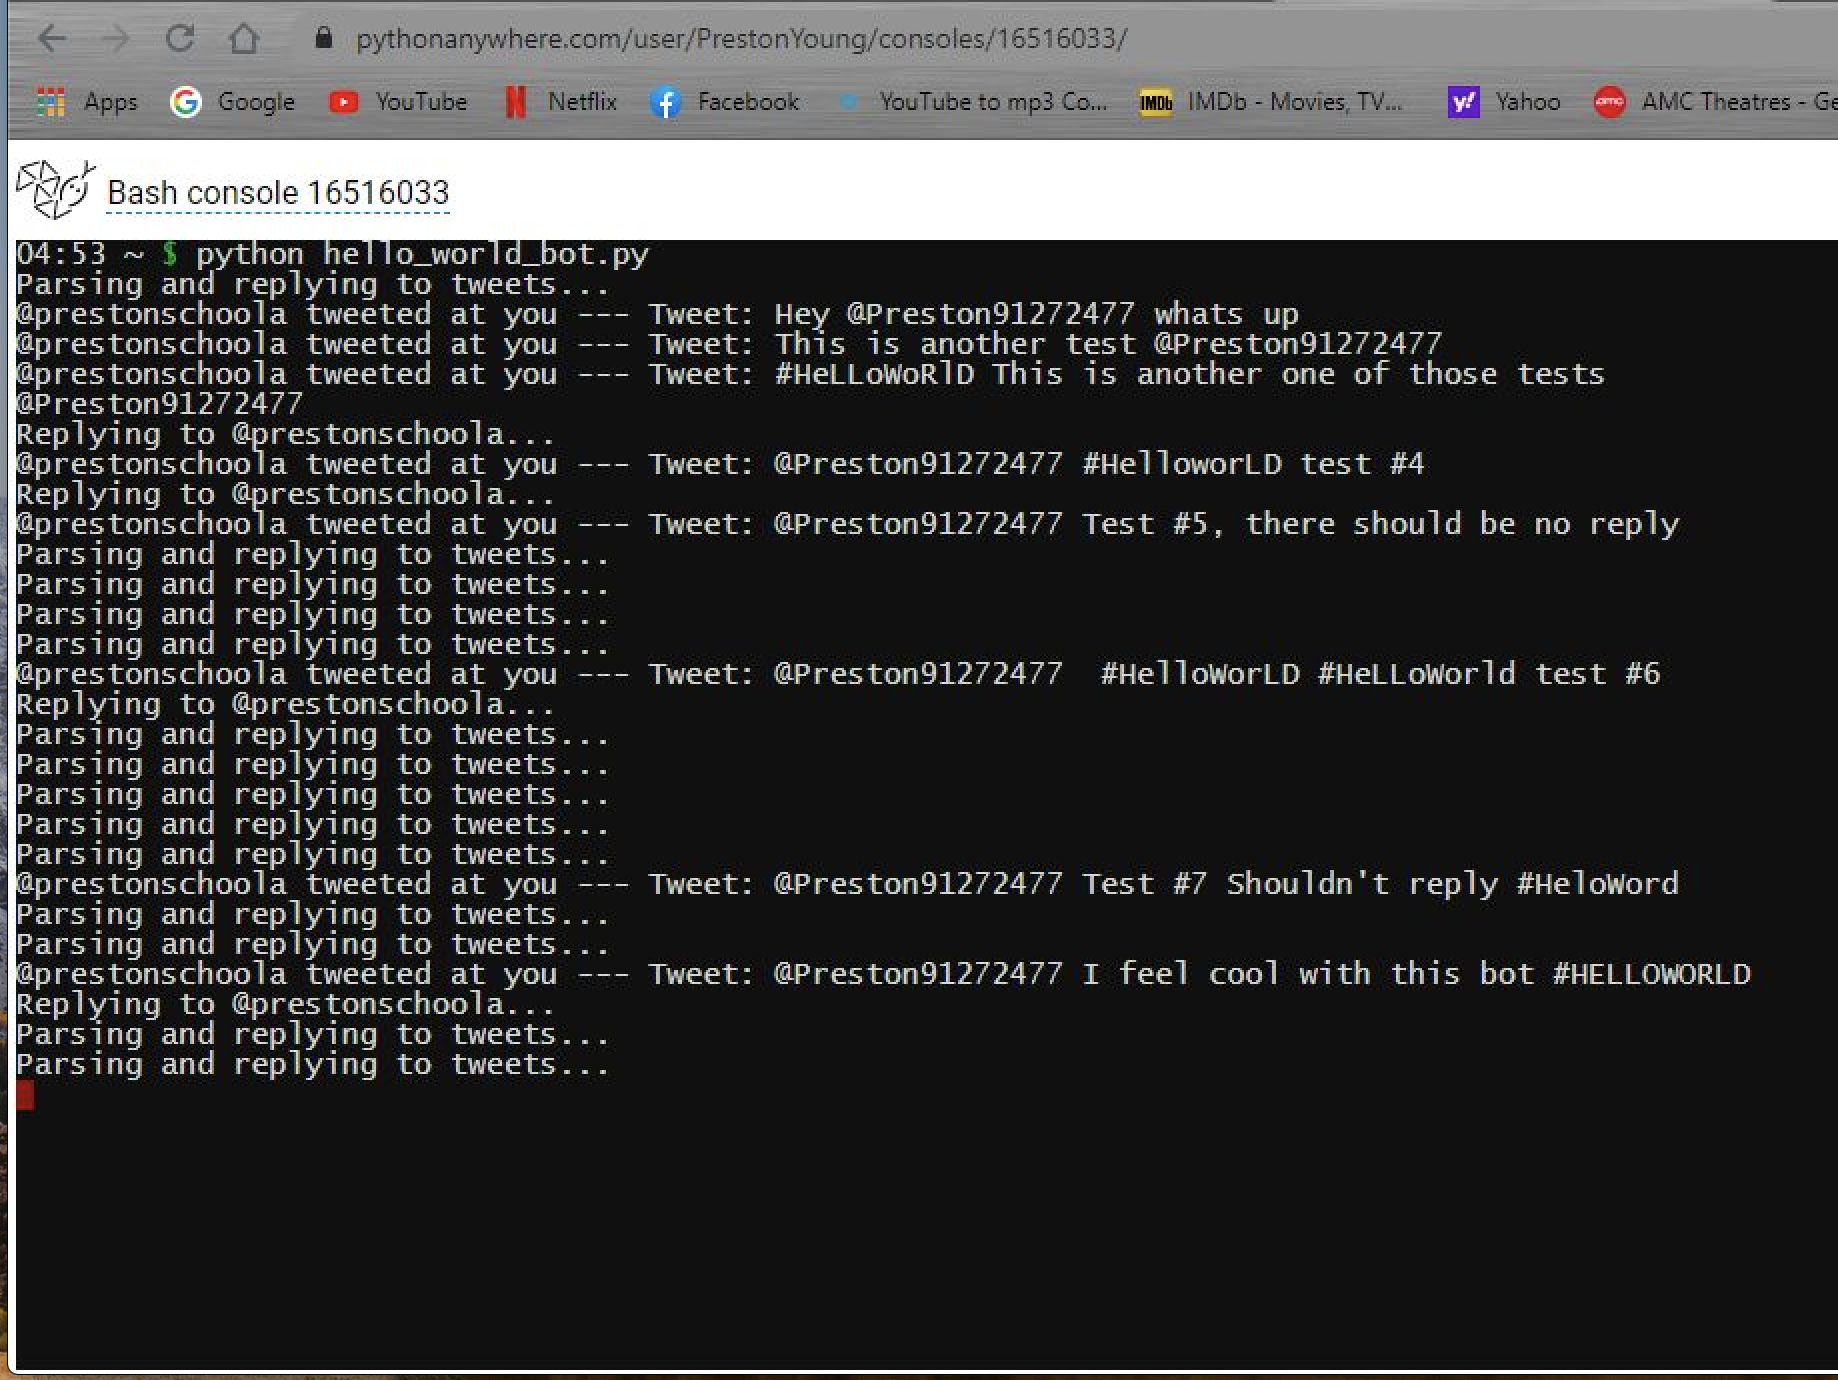 pythonanywhere.com/user/PrestonYoung/consoles/16516033/
Apps Google YouTube Netflix Facebook YouTube to mp3 Co... IMDb IMDb - Movies, TV... y! Yahoo amc AMC Theatres - Ge
Bash console 16516033
04:53 ~ $ python hello_world_bot.py
Parsing and replying to tweets...
@prestonschoola tweeted at you --- Tweet: Hey @Preston91272477 whats up
@prestonschoola tweeted at you --- Tweet: This is another test @Preston91272477
@prestonschoola tweeted at you --- Tweet: #HeLLoWoRlD This is another one of those tests
@Preston91272477
Replying to @prestonschoola...
@prestonschoola tweeted at you --- Tweet: @Preston91272477 #HelloworLD test #4
Replying to @prestonschoola...
@prestonschoola tweeted at you --- Tweet: @Preston91272477 Test #5, there should be no reply
Parsing and replying to tweets...
Parsing and replying to tweets...
Parsing and replying to tweets...
Parsing and replying to tweets...
@prestonschoola tweeted at you --- Tweet: @Preston91272477  #HelloWorLD #HeLLoWorld test #6
Replying to @prestonschoola...
Parsing and replying to tweets...
Parsing and replying to tweets...
Parsing and replying to tweets...
Parsing and replying to tweets...
Parsing and replying to tweets...
@prestonschoola tweeted at you --- Tweet: @Preston91272477 Test #7 Shouldn't reply #HeloWord
Parsing and replying to tweets...
Parsing and replying to tweets...
@prestonschoola tweeted at you --- Tweet: @Preston91272477 I feel cool with this bot #HELLOWORLD
Replying to @prestonschoola...
Parsing and replying to tweets...
Parsing and replying to tweets...